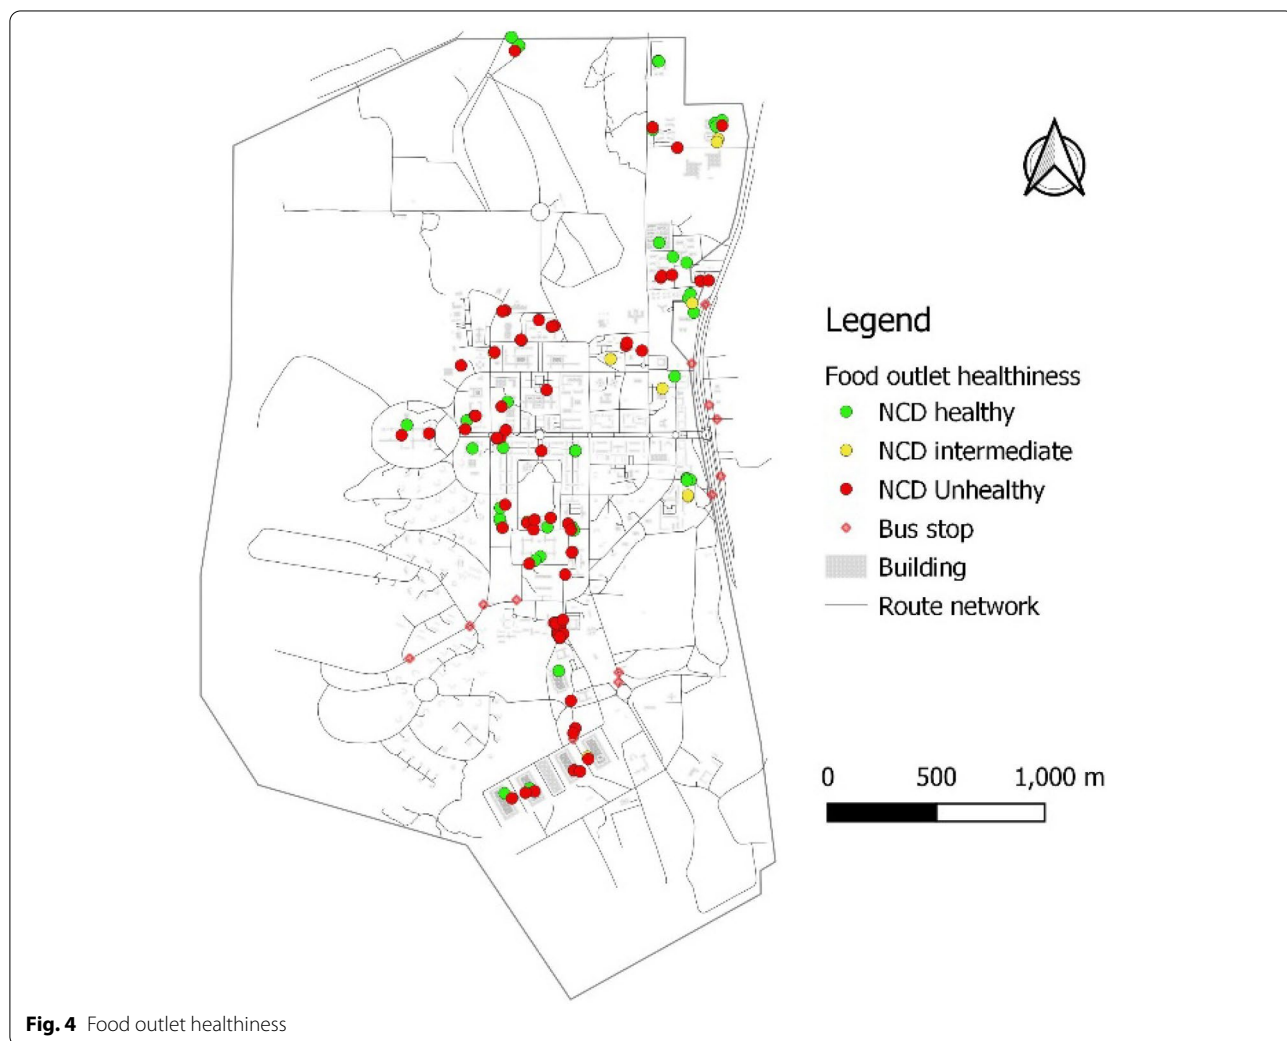 Legend
Food outlet healthiness
NCD healthy
NCD intermediate
NCD Unhealthy
Bus stop
Building
Route network
0 500 1,000 m
Fig. 4 Food outlet healthiness